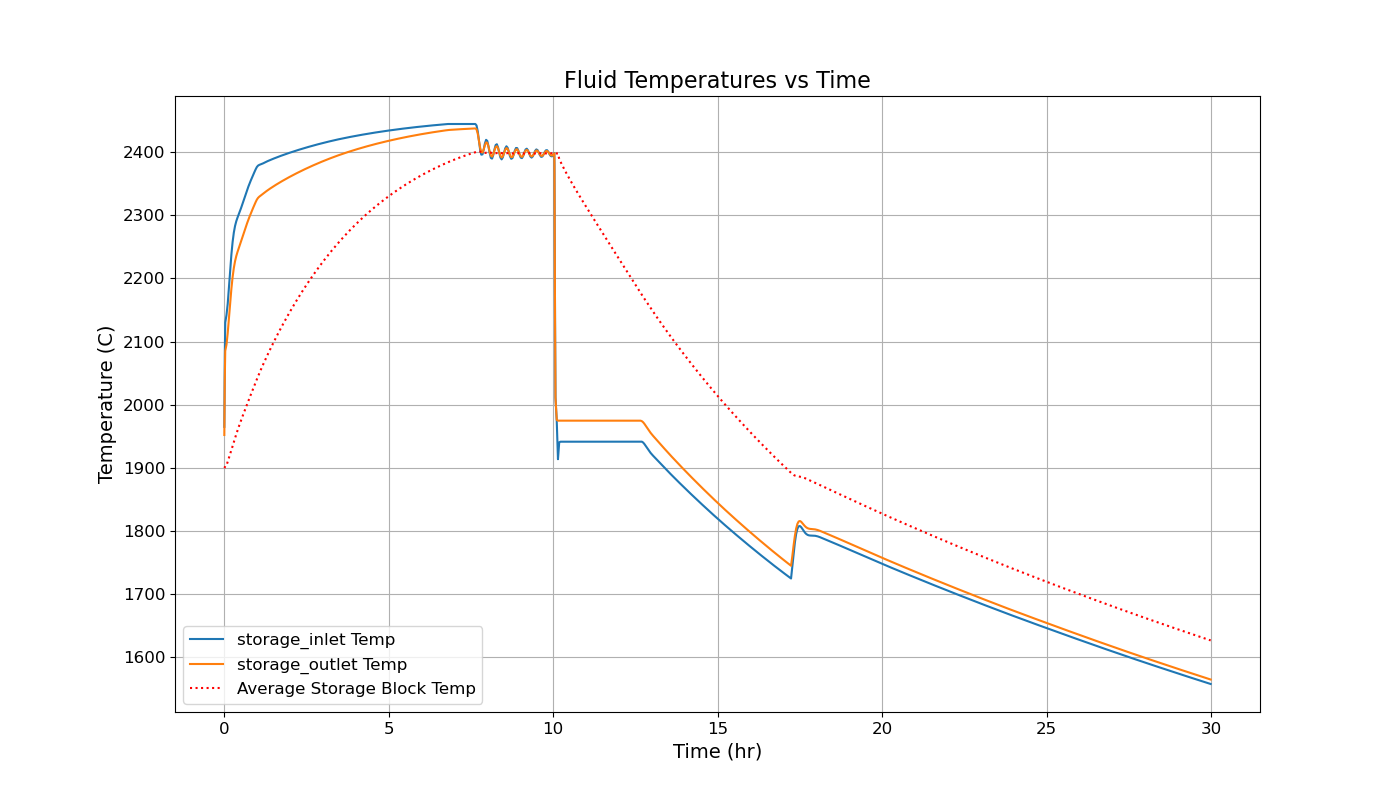 Fluid Temperatures vs Time
Temperature (C)
2400
2300
2200
2100
2000
1900
1800
1700
1600
storage_inlet Temp
storage_outlet Temp
Average Storage Block Temp
0 5 10 15 20 25 30
Time (hr)